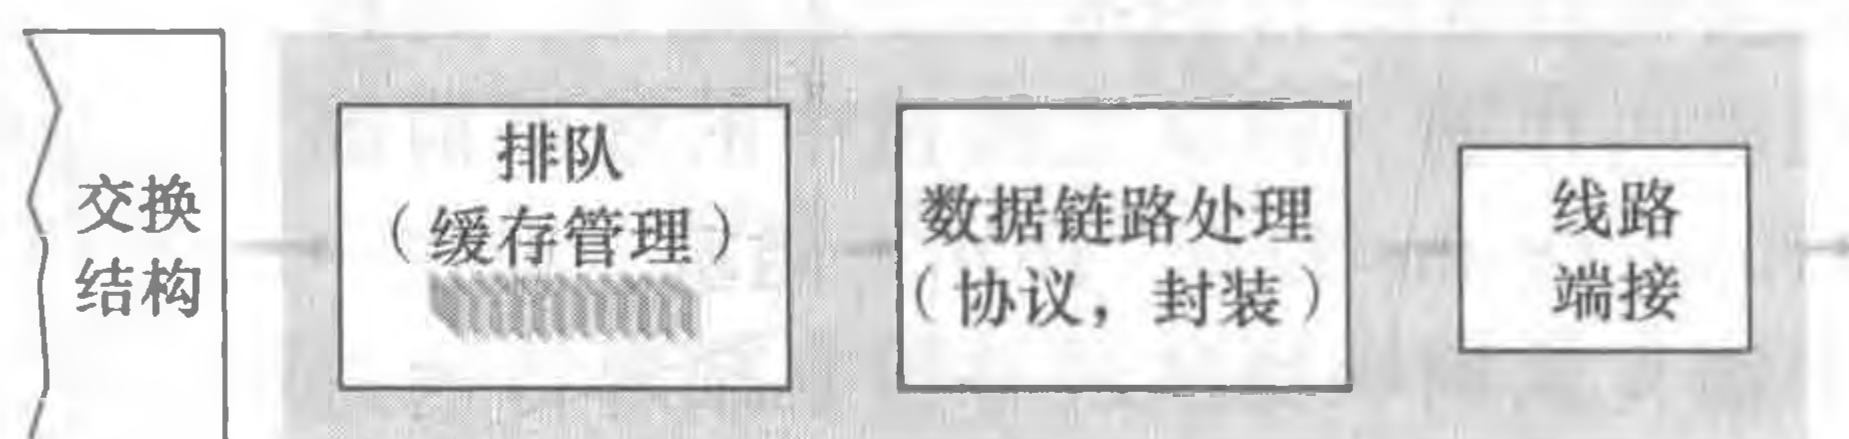 交换
结构
排队
（缓存管理）
数据链路处理
（协议，封装）
线路
端接